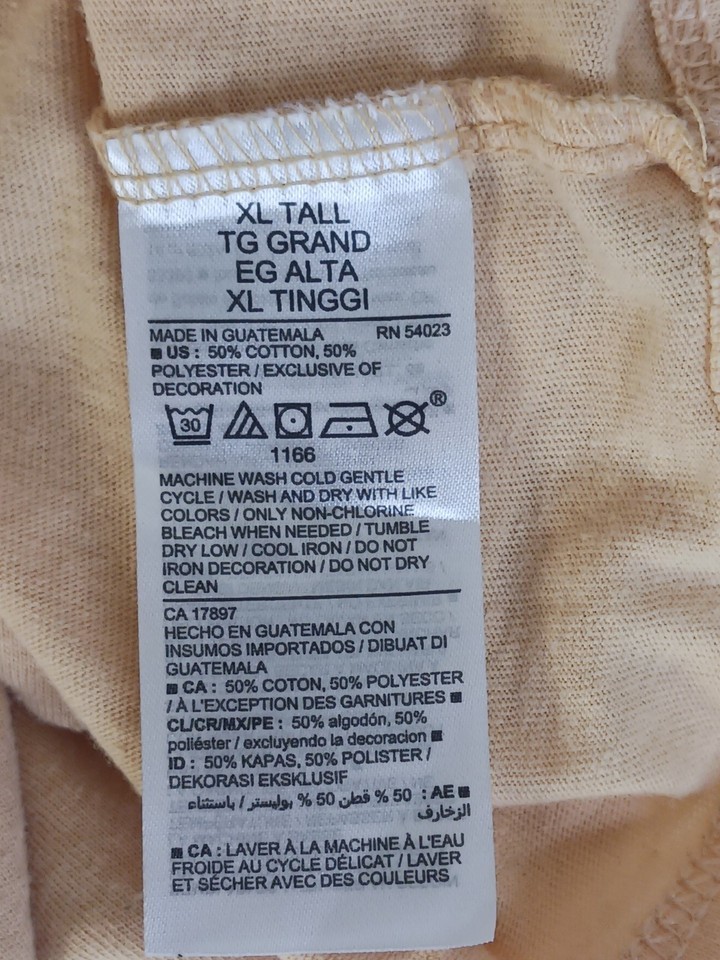 XL TALL
TG GRAND
EG ALTA
XL TINGGI
MADE IN GUATEMALA RN 54023
■ US : 50% COTTON, 50%
POLYESTER / EXCLUSIVE OF
DECORATION
30 ®
1166
MACHINE WASH COLD GENTLE
CYCLE / WASH AND DRY WITH LIKE
COLORS / ONLY NON-CHLORINE
BLEACH WHEN NEEDED / TUMBLE
DRY LOW / COOL IRON / DO NOT
IRON DECORATION / DO NOT DRY
CLEAN
CA 17897
HECHO EN GUATEMALA CON
INSUMOS IMPORTADOS / DIBUAT DI
GUATEMALA
■ CA : 50% COTON, 50% POLYESTER
/ À L'EXCEPTION DES GARNITURES ■
CL/CR/MX/PE : 50% algodón, 50%
poliéster / excluyendo la decoracion ■
ID : 50% KAPAS, 50% POLISTER /
DEKORASI EKSKLUSIF
■ AE : 50 % قطن 50 % بوليستر / باستثناء
الزخارف
■ CA : LAVER À LA MACHINE À L'EAU
FROIDE AU CYCLE DÉLICAT / LAVER
ET SÉCHER AVEC DES COULEURS